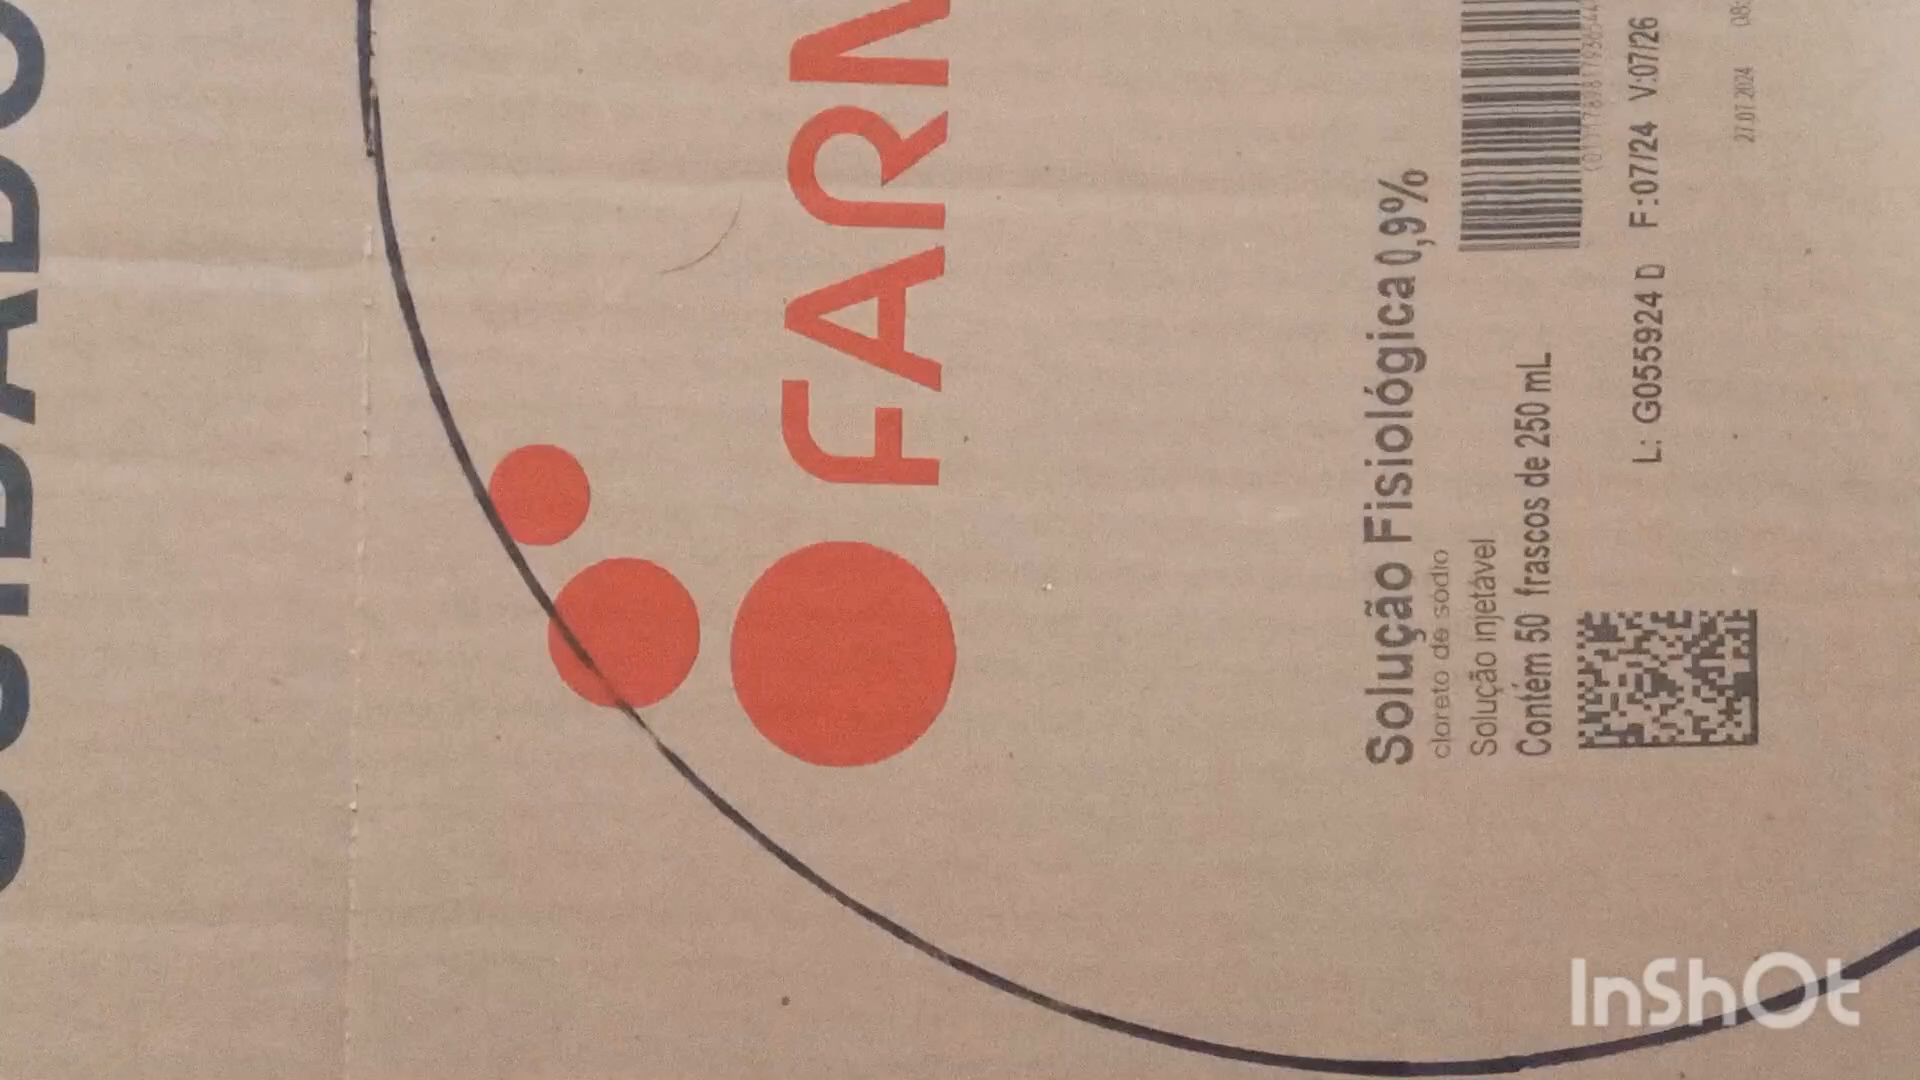 FARM
Solução Fisiológica 0,9%
cloreto de sódio
Solução injetável
Contém 50 frascos de 250 mL
L: G055924 D F:07/24 V:07/26
27.07.2024 08:
InShOt